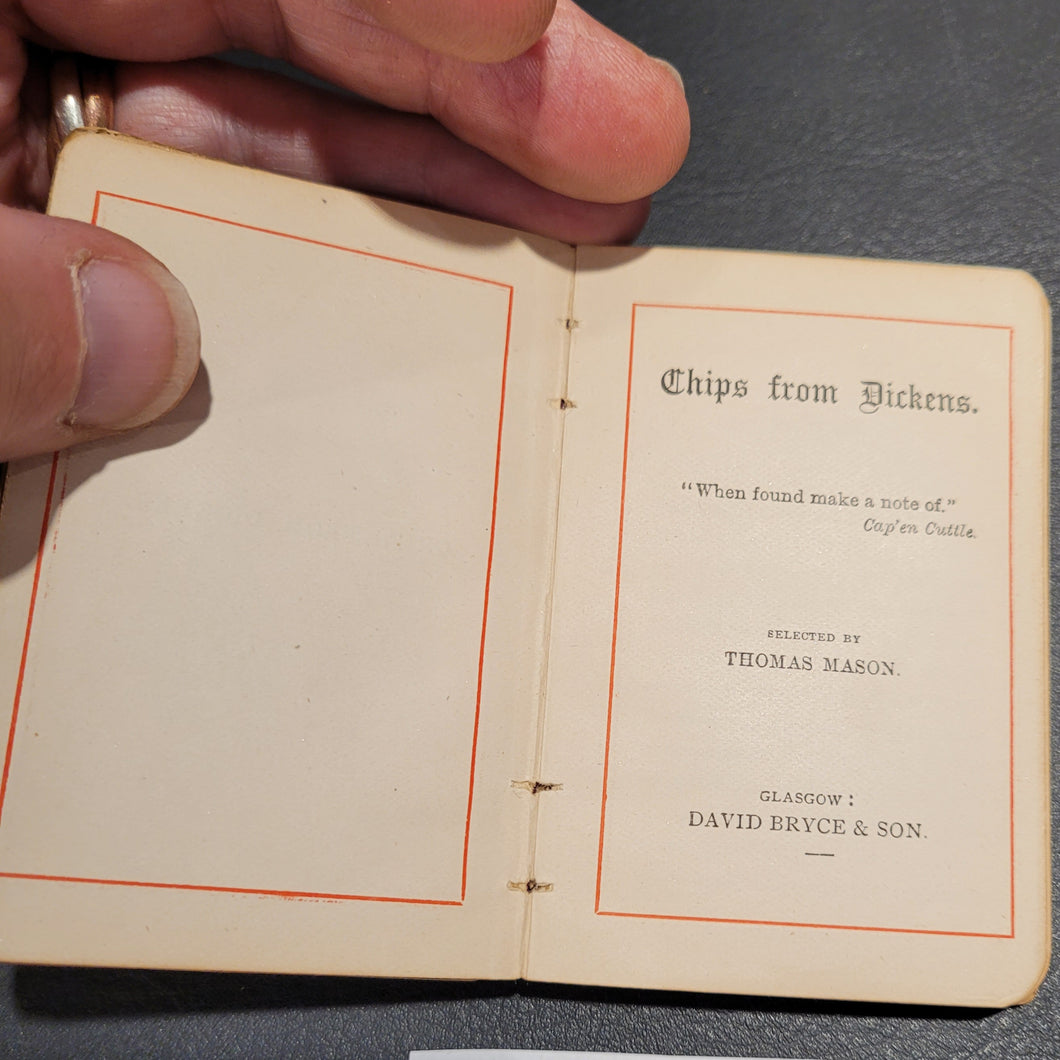 Chips from Dickens.
"When found make a note of."
Cap'en Cuttle.
SELECTED BY
THOMAS MASON.
GLASGOW:
DAVID BRYCE & SON.